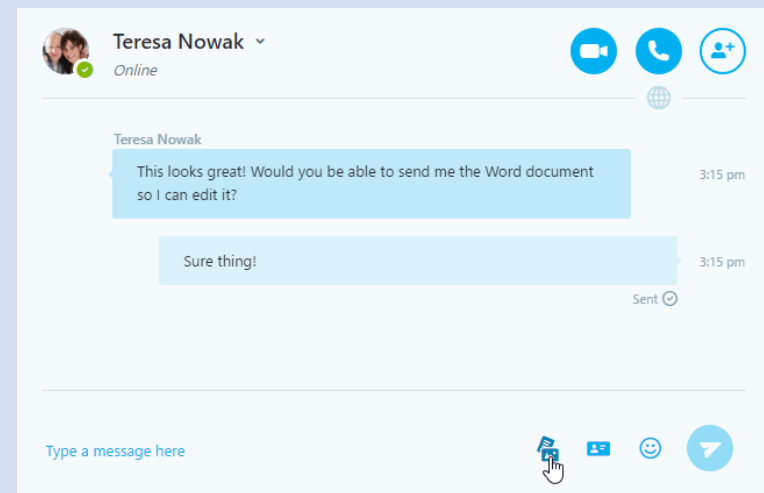 Teresa Nowak
Online
Teresa Nowak
This looks great! Would you be able to send me the Word document
so I can edit it?
3:15 pm
Sure thing!
3:15 pm
Sent
Type a message here